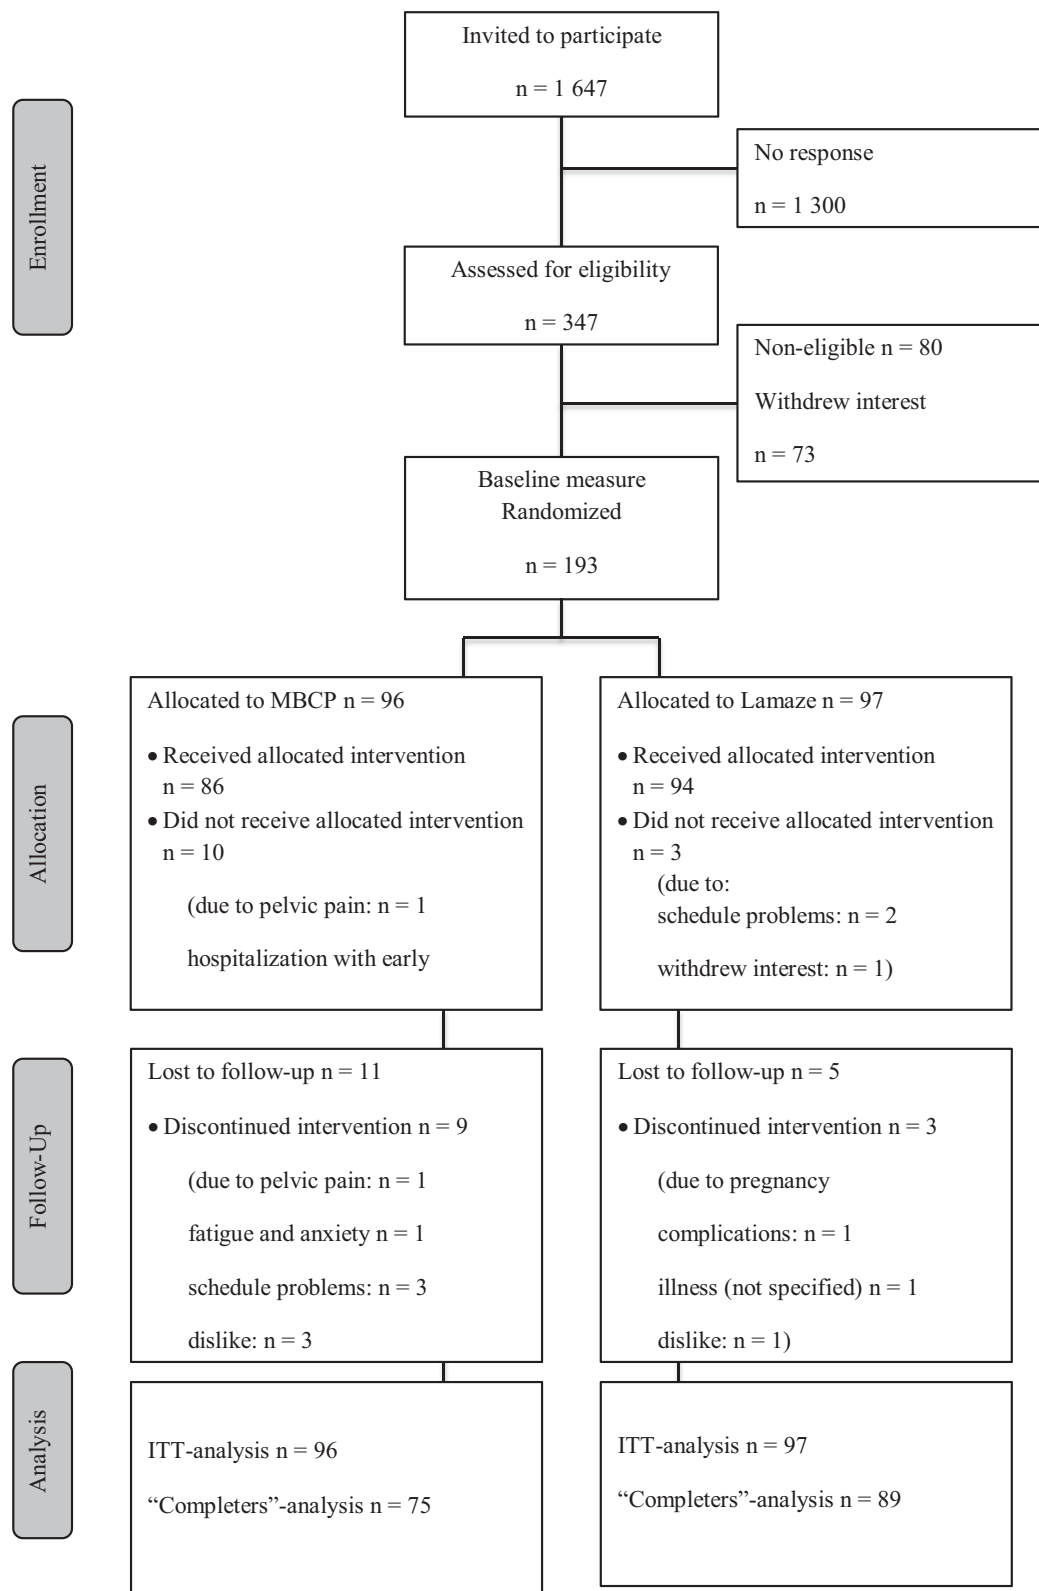 Enrollment
Invited to participate
n = 1 647
No response
n = 1 300
Assessed for eligibility
n = 347
Non-eligible n = 80
Withdrew interest
n = 73
Baseline measure
Randomized
n = 193
Allocation
Allocated to MBCP n = 96
• Received allocated intervention
n = 86
• Did not receive allocated intervention
n = 10
(due to pelvic pain: n = 1
hospitalization with early
Allocated to Lamaze n = 97
• Received allocated intervention
n = 94
• Did not receive allocated intervention
n = 3
(due to:
schedule problems: n = 2
withdrew interest: n = 1)
Follow-Up
Lost to follow-up n = 11
• Discontinued intervention n = 9
(due to pelvic pain: n = 1
fatigue and anxiety n = 1
schedule problems: n = 3
dislike: n = 3
Lost to follow-up n = 5
• Discontinued intervention n = 3
(due to pregnancy
complications: n = 1
illness (not specified) n = 1
dislike: n = 1)
Analysis
ITT-analysis n = 96
“Completers”-analysis n = 75
ITT-analysis n = 97
“Completers”-analysis n = 89